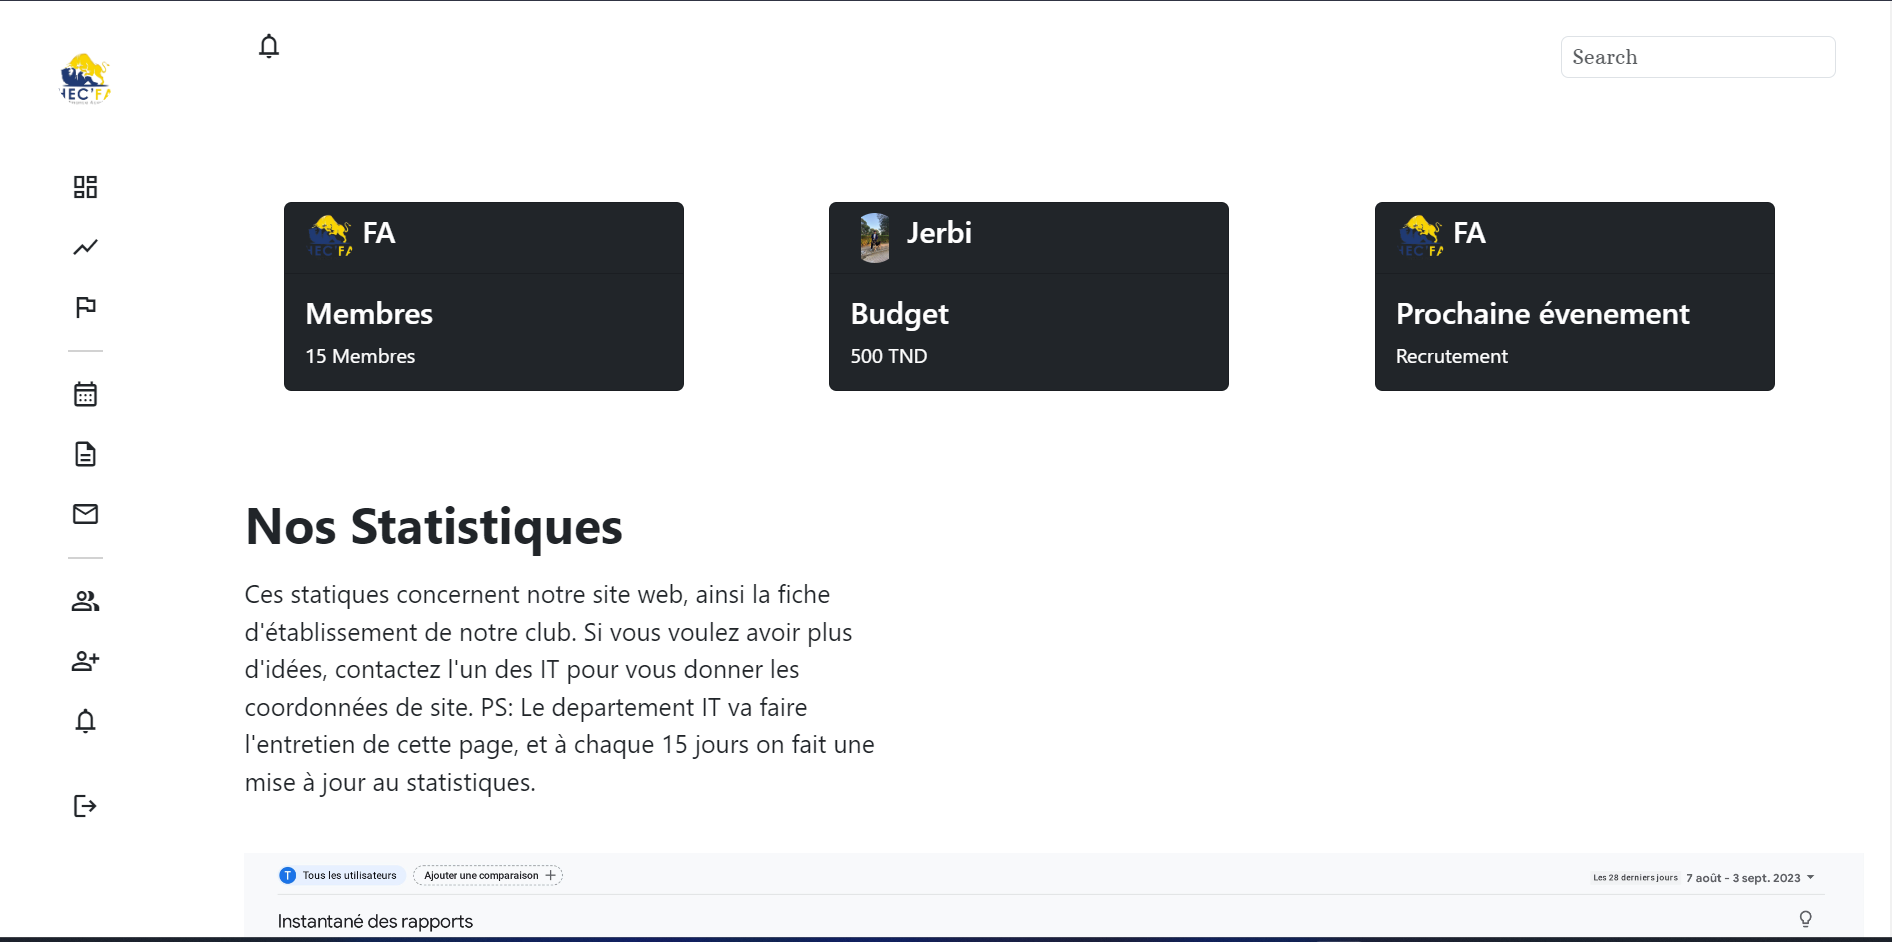 HEC'FA
Search
HEC'FA
FA
Membres
15 Membres
Jerbi
Budget
500 TND
HEC'FA
FA
Prochaine évenement
Recrutement
Nos Statistiques
Ces statiques concernent notre site web, ainsi la fiche
d'établissement de notre club. Si vous voulez avoir plus
d'idées, contactez l'un des IT pour vous donner les
coordonnées de site. PS: Le departement IT va faire
l'entretien de cette page, et à chaque 15 jours on fait une
mise à jour au statistiques.
T Tous les utilisateurs Ajouter une comparaison +
Les 28 derniers jours 7 août - 3 sept. 2023
Instantané des rapports